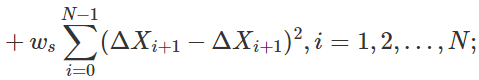 $+ w_s \sum_{i=0}^{N-1} (\Delta X_{i+1} - \Delta X_{i+1})^2, i = 1, 2, \ldots, N;$